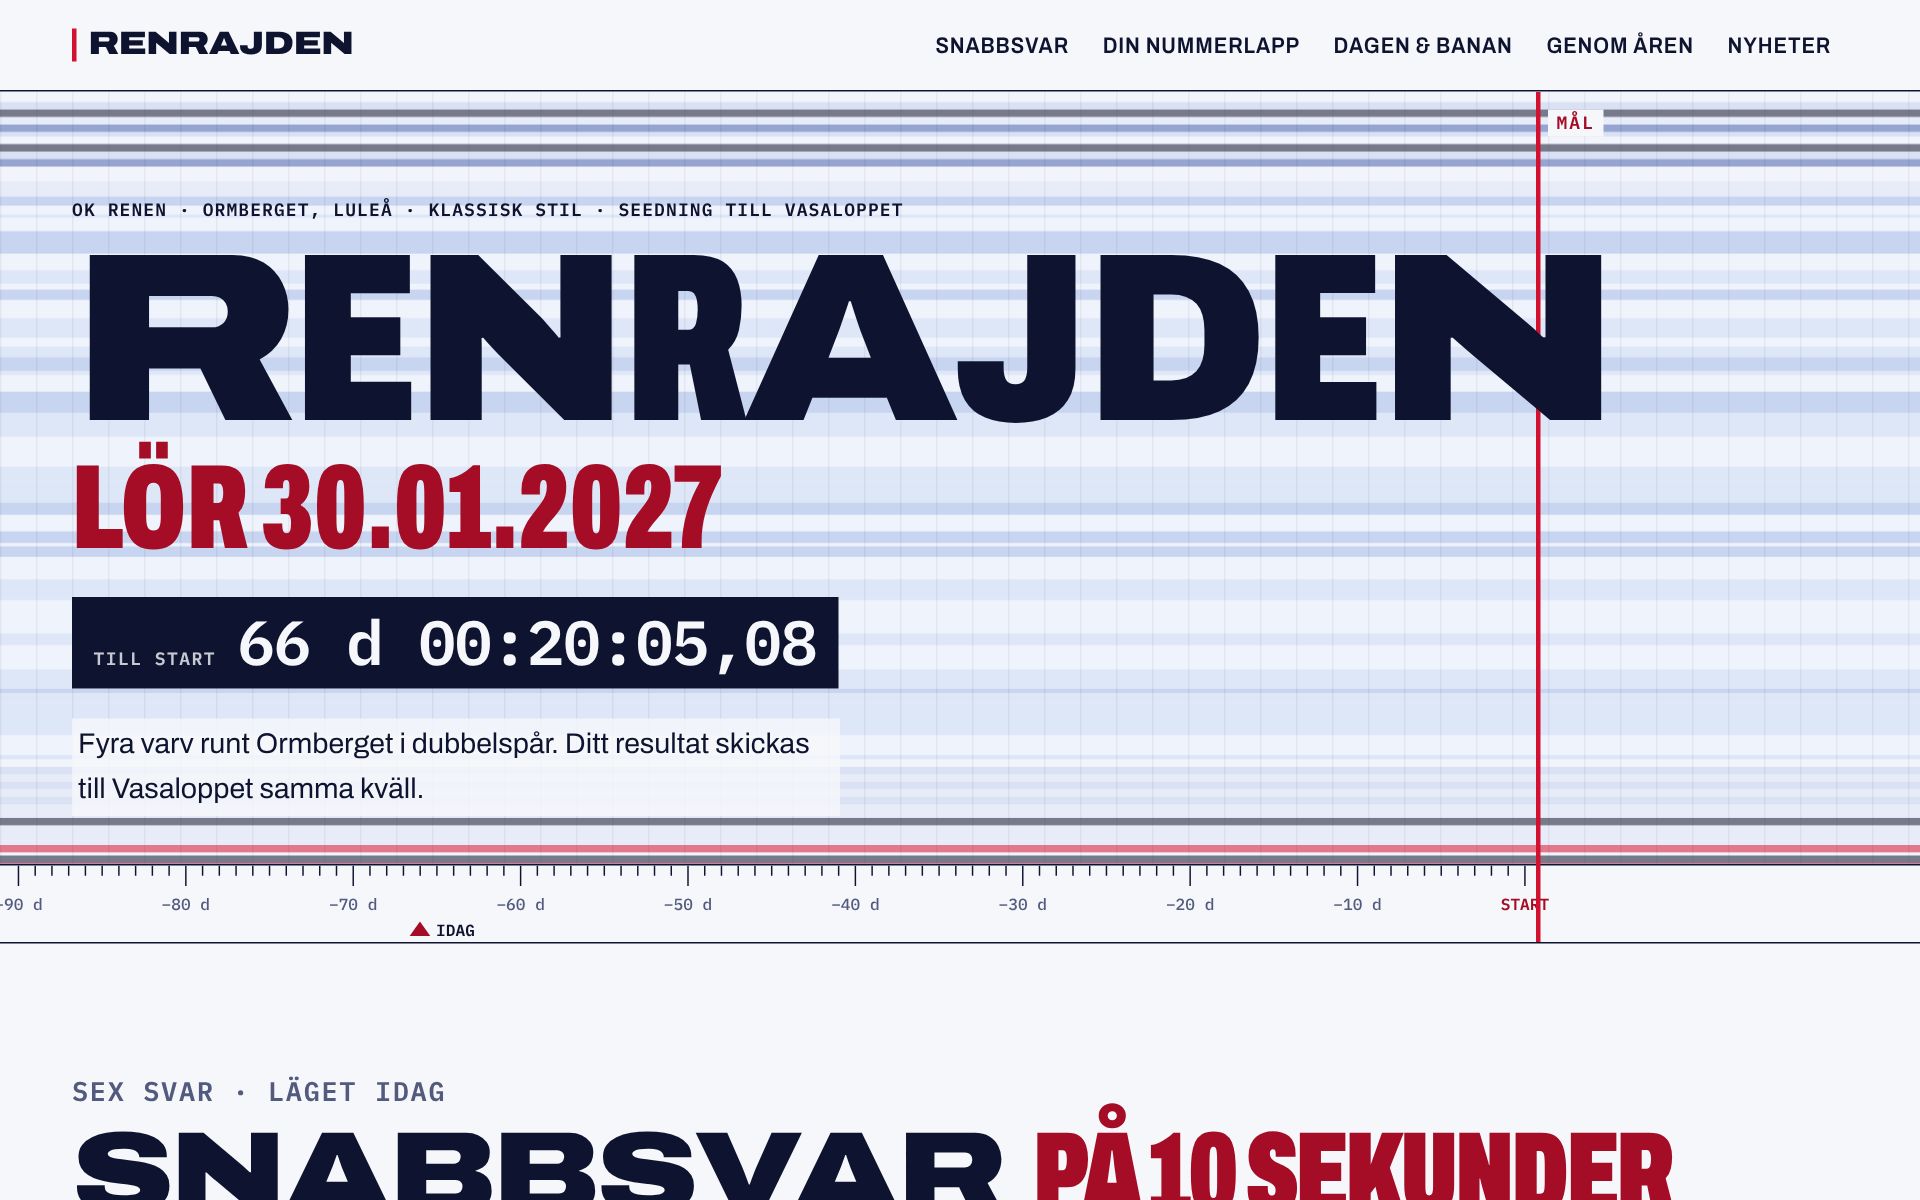 RENRAJDEN
SNABBSVAR DIN NUMMERLAPP DAGEN & BANAN GENOM ÅREN NYHETER
MÅL
OK RENEN · ORMBERGET, LULEÅ · KLASSISK STIL · SEEDNING TILL VASALOPPET
RENRAJDEN
LÖR 30.01.2027
TILL START 66 d 00:20:05,08
Fyra varv runt Ormberget i dubbelspår. Ditt resultat skickas
till Vasaloppet samma kväll.
−90 d −80 d −70 d −60 d −50 d −40 d −30 d −20 d −10 d START
IDAG
SEX SVAR · LÄGET IDAG
SNABBSVAR PÅ 10 SEKUNDER